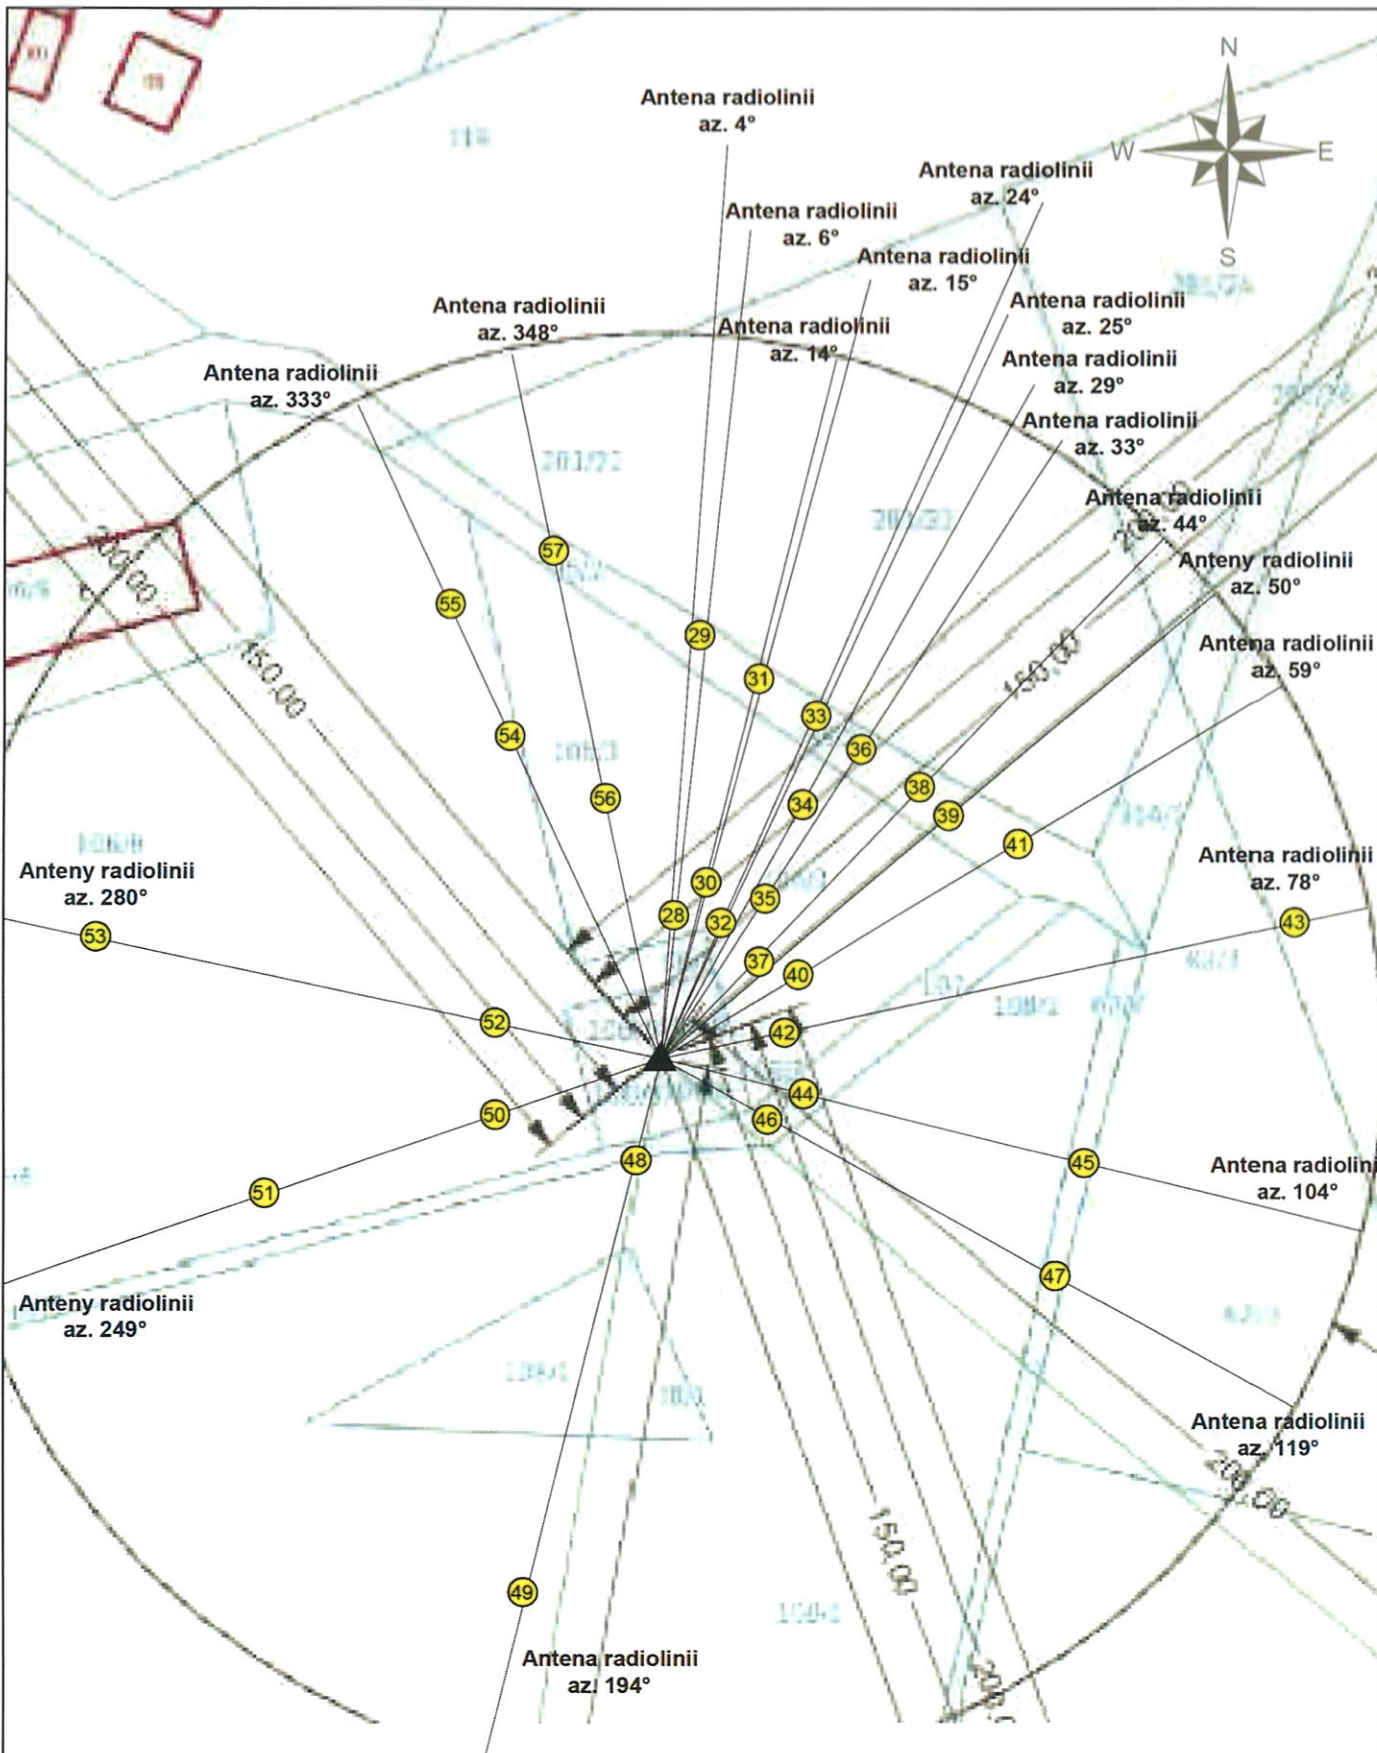 Antena radiolinii
az. 4°
N
W
E
S
Antena radiolinii
az. 24°
Antena radiolinii
az. 6°
Antena radiolinii
az. 15°
Antena radiolinii
az. 348°
Antena radiolinii
az. 14°
Antena radiolinii
az. 25°
Antena radiolinii
az. 29°
Antena radiolinii
az. 333°
Antena radiolinii
az. 33°
Antena radiolinii
az. 44°
Anteny radiolinii
az. 50°
Antena radiolinii
az. 59°
200,00
150,00
150,00
57
55
29
31
33
54
36
56
38
34
39
41
Antena radiolinii
az. 78°
Anteny radiolinii
az. 280°
30
35
28
32
43
53
37
40
52
42
44
50
46
48
45
51
Antena radiolini
az. 104°
47
Anteny radiolinii
az. 249°
Antena radiolinii
az. 119°
200,00
150,00
49
Antena radiolinii
az. 194°